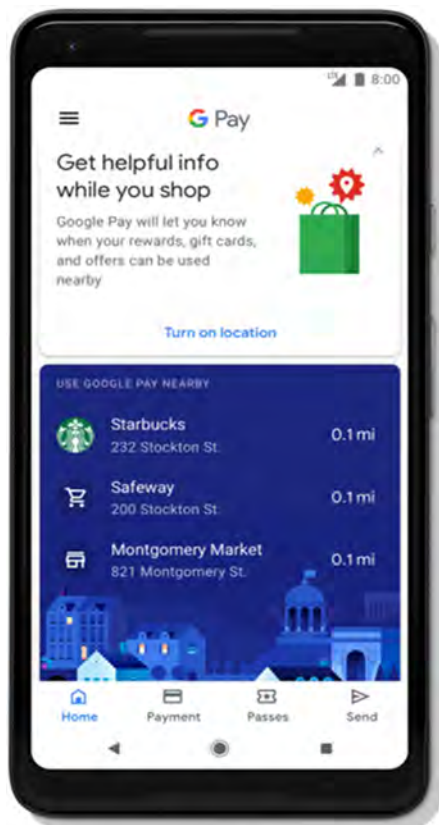 LTE 8:00
G Pay
Get helpful info
while you shop
Google Pay will let you know
when your rewards, gift cards,
and offers can be used
nearby
Turn on location
USE GOOGLE PAY NEARBY
Starbucks
232 Stockton St.
0.1 mi
Safeway
200 Stockton St.
0.1 mi
Montgomery Market
821 Montgomery St.
0.1 mi
Home Payment Passes Send